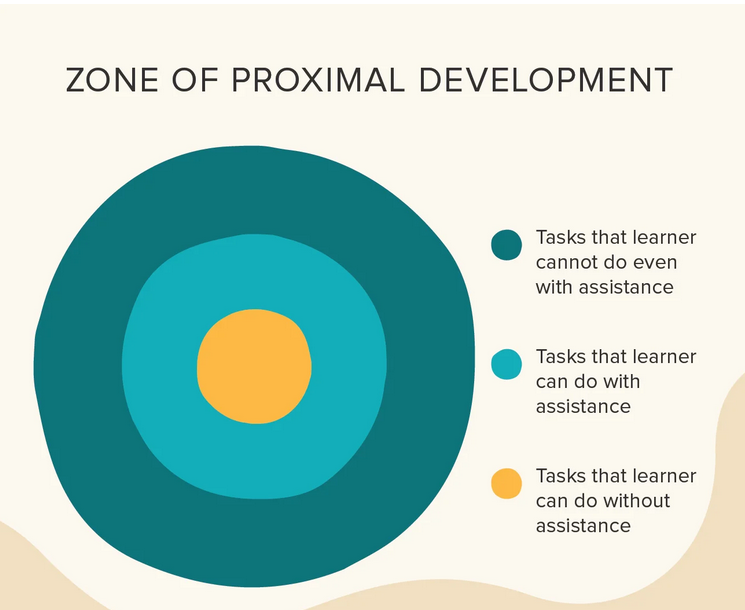 ZONE OF PROXIMAL DEVELOPMENT
Tasks that learner
cannot do even
with assistance
Tasks that learner
can do with
assistance
Tasks that learner
can do without
assistance